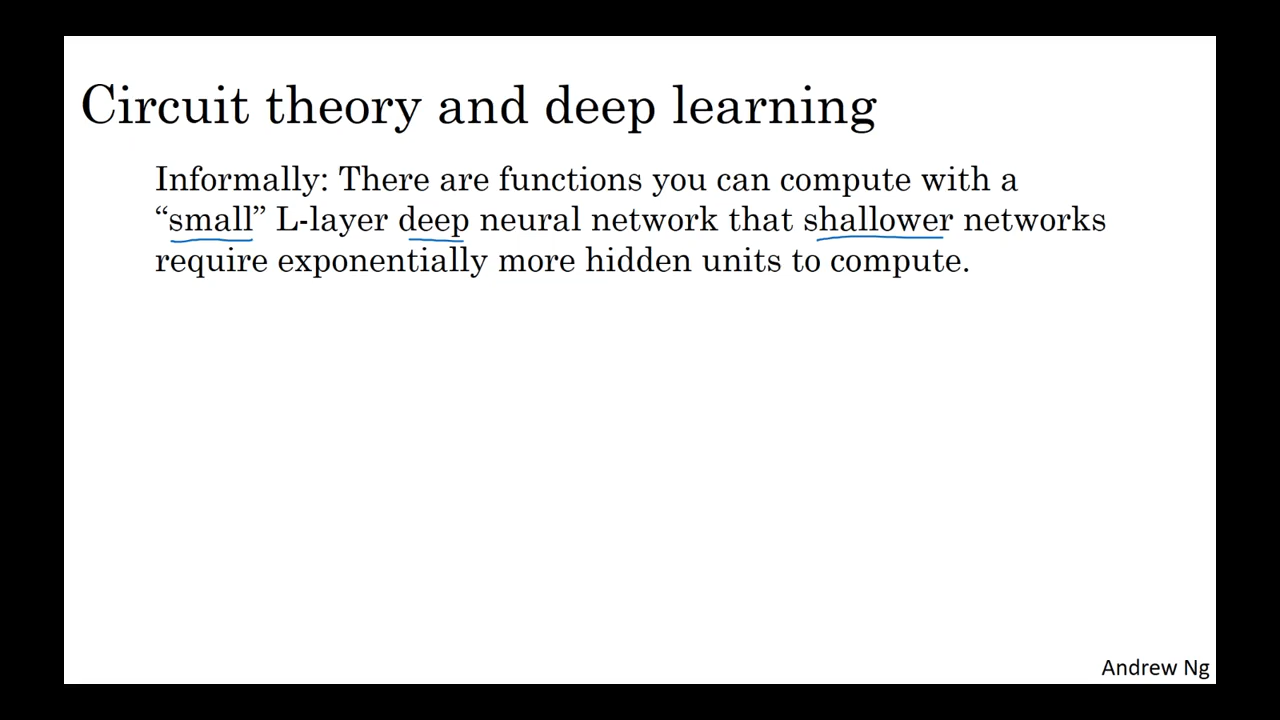 Circuit theory and deep learning
Informally: There are functions you can compute with a
“small” L-layer deep neural network that shallower networks
require exponentially more hidden units to compute.
Andrew Ng